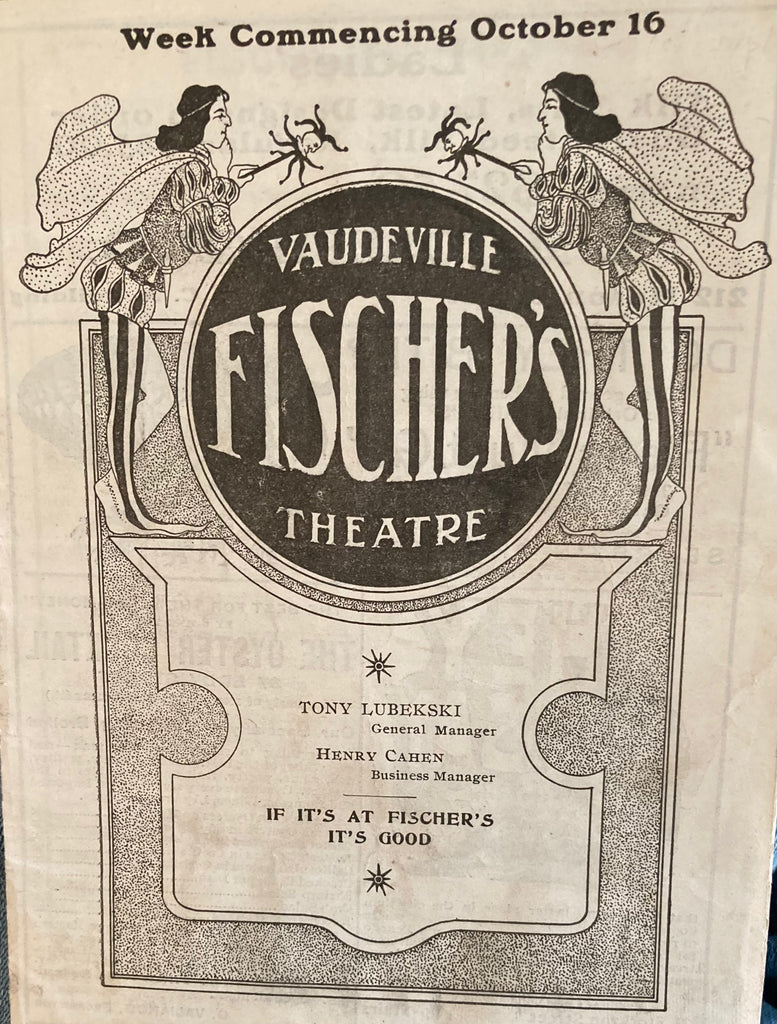 Week Commencing October 16
VAUDEVILLE
FISCHER'S
THEATRE
TONY LUBEKSKI
General Manager
HENRY CAHEN
Business Manager
IF IT'S AT FISCHER'S
IT'S GOOD